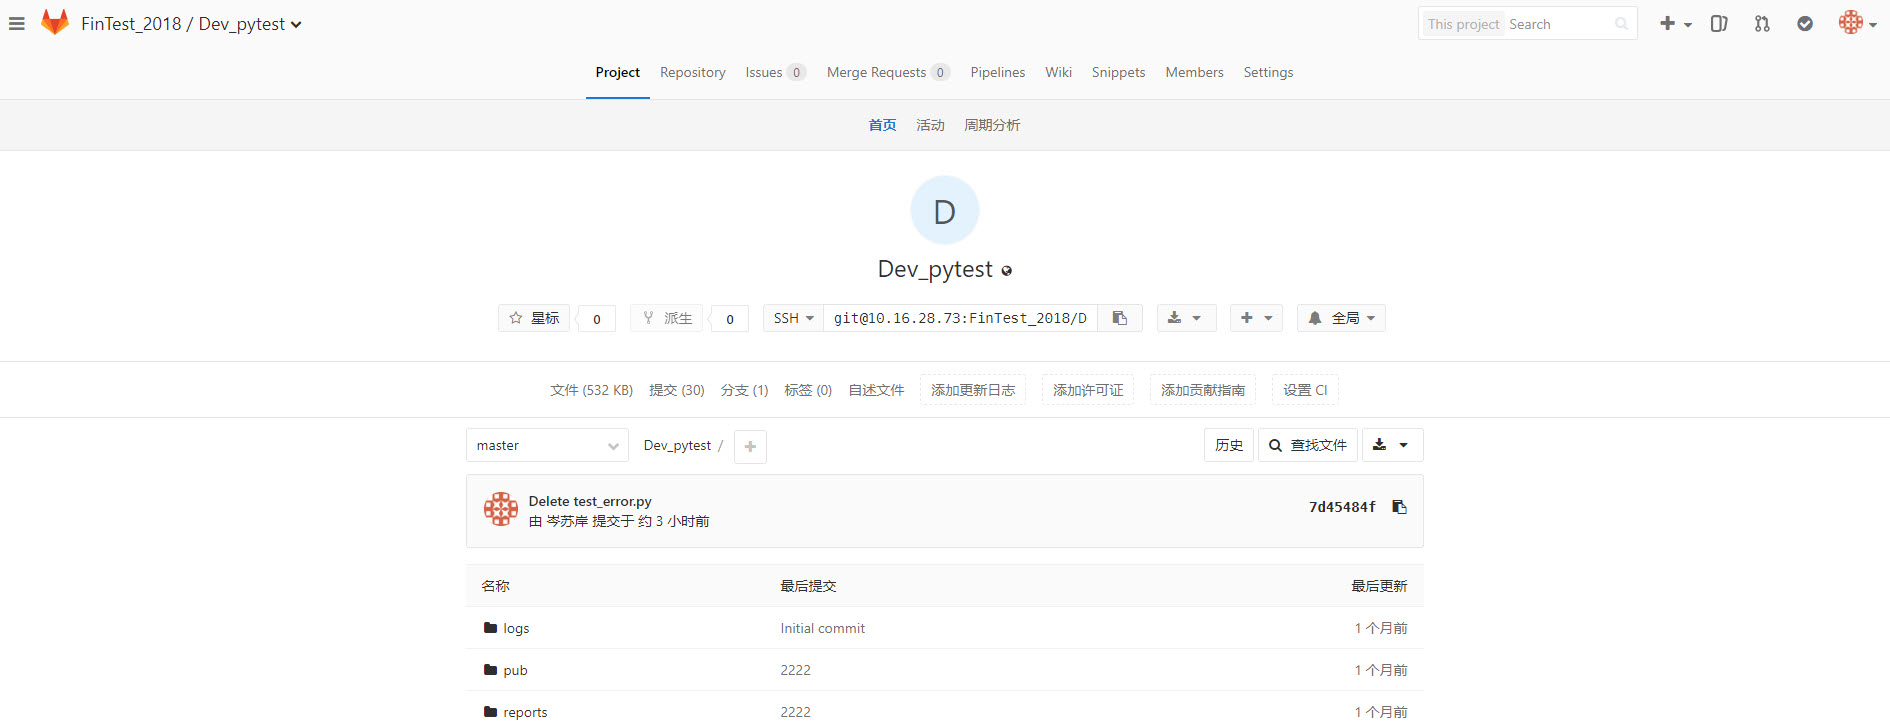 FinTest_2018 / Dev_pytest
This project Search
Project Repository Issues 0 Merge Requests 0 Pipelines Wiki Snippets Members Settings
首页 活动 周期分析
D
Dev_pytest
星标 0 派生 0 SSH git@10.16.28.73:FinTest_2018/D 全局
文件 (532 KB) 提交 (30) 分支 (1) 标签 (0) 自述文件 添加更新日志 添加许可证 添加贡献指南 设置 CI
master Dev_pytest / 历史 查找文件
Delete test_error.py
由 岑苏岸 提交于 约 3 小时前
7d45484f
名称 最后提交 最后更新
logs Initial commit 1 个月前
pub 2222 1 个月前
reports 2222 1 个月前